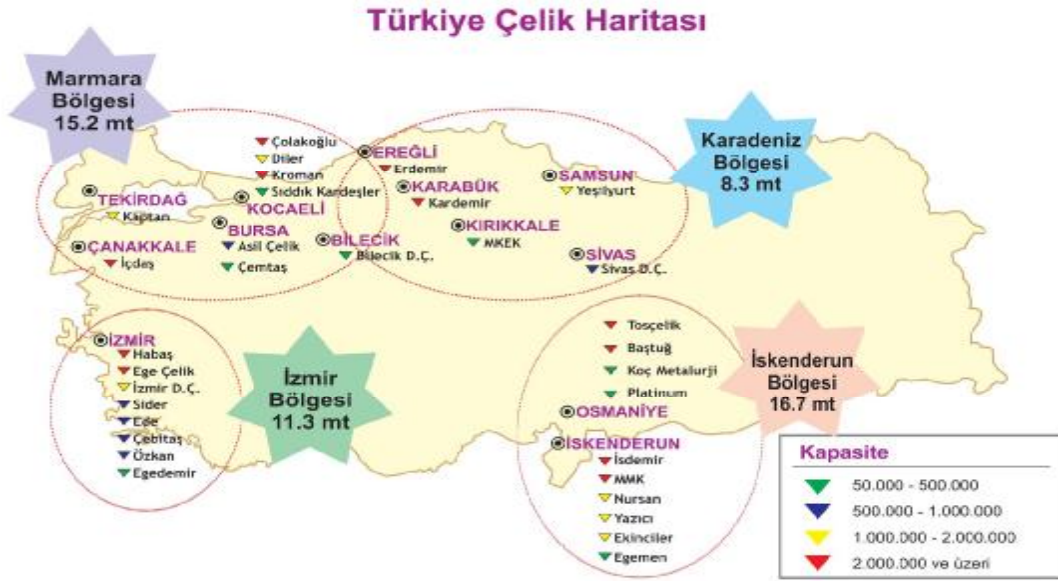 Türkiye Çelik Haritası
Marmara
Bölgesi
15.2 mt
Karadeniz
Bölgesi
8.3 mt
Çolakoğlu
Diler
Kroman
Sıddık Kardeşler
KOCAELİ
TEKİRDAĞ
Kaptan
BURSA
Asil Çelik
Çemtaş
ÇANAKKALE
İçdaş
BİLECİK
Bilecik D.Ç.
EREĞLİ
Erdemir
KARABÜK
Kardemir
SAMSUN
Yeşilyurt
KIRIKKALE
MKEK
SİVAS
Sivas D.Ç.
İZMİR
Habaş
Ege Çelik
İzmir D.Ç.
Sider
Ede
Çebitaş
Özkan
Egedemir
İzmir
Bölgesi
11.3 mt
Tosçelik
Baştuğ
Koç Metalurji
Platinum
OSMANİYE
İSKENDERUN
İsdemir
MMK
Nursan
Yazıcı
Ekinciler
Egemen
İskenderun
Bölgesi
16.7 mt
Kapasite
50.000 - 500.000
500.000 - 1.000.000
1.000.000 - 2.000.000
2.000.000 ve üzeri